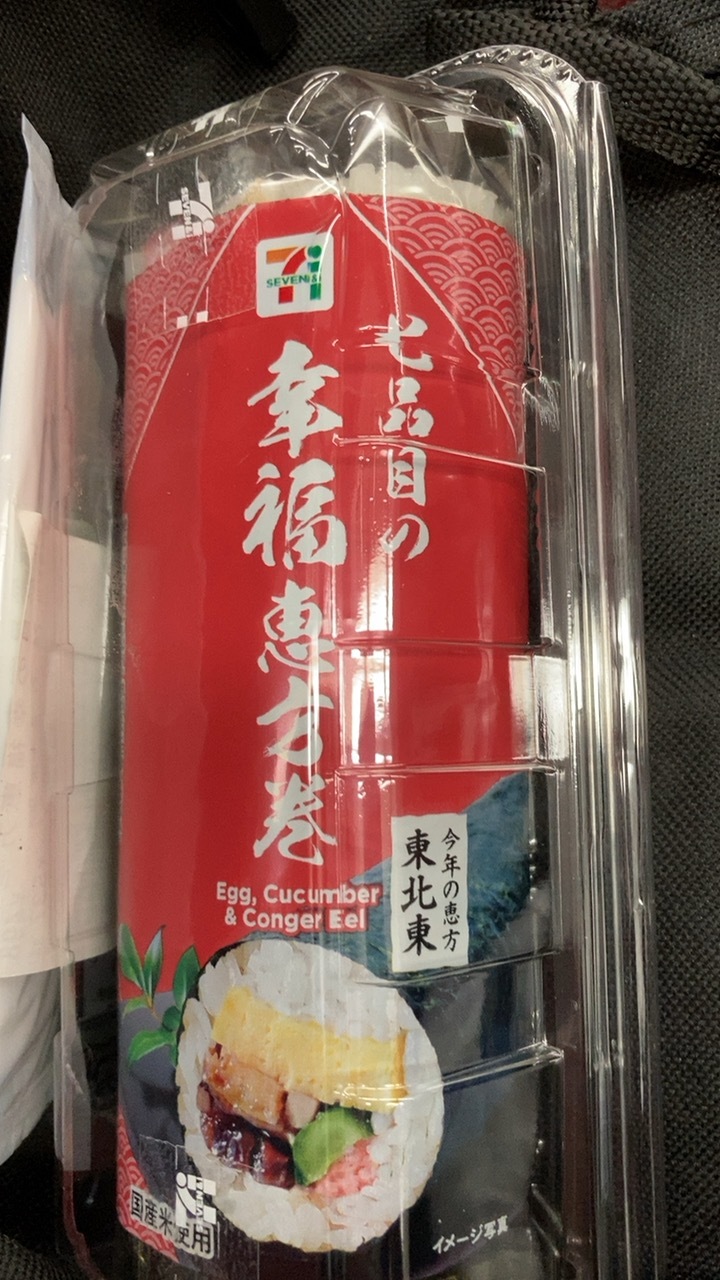 SEVEN&i
SEVEN&i
七品目の
幸福恵方巻
Egg, Cucumber
& Conger Eel
今年の恵方
東北東
国産米使用
イメージ写真